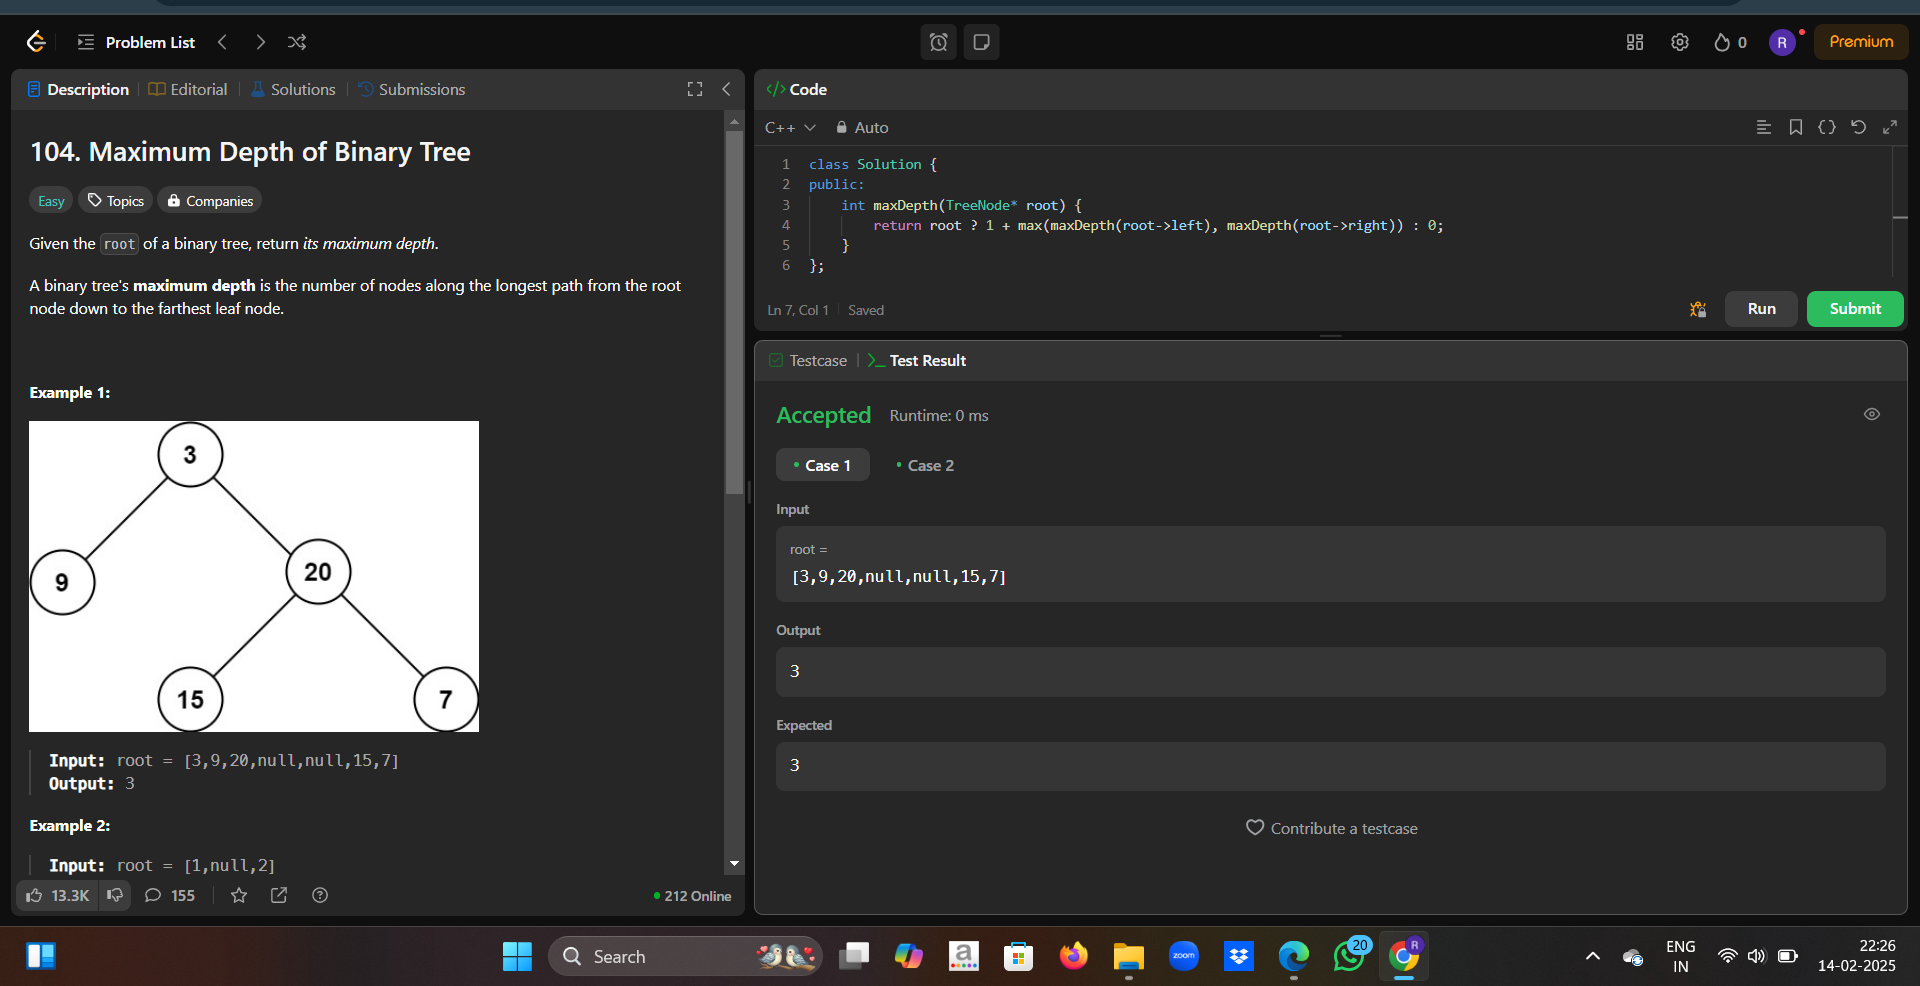 Problem List
0
R
Premium
Description
Editorial
Solutions
Submissions
104. Maximum Depth of Binary Tree
Easy
Topics
Companies
Given the root of a binary tree, return its maximum depth.
A binary tree's maximum depth is the number of nodes along the longest path from the root
node down to the farthest leaf node.
Example 1:
3
9
20
15
7
Input: root = [3,9,20,null,null,15,7]
Output: 3
Example 2:
Input: root = [1,null,2]
13.3K
155
212 Online
</> Code
C++
Auto
1 class Solution {
2 public:
3 int maxDepth(TreeNode* root) {
4 return root ? 1 + max(maxDepth(root->left), maxDepth(root->right)) : 0;
5 }
6 };
Ln 7, Col 1
Saved
Run
Submit
Testcase
>_ Test Result
Accepted
Runtime: 0 ms
Case 1
Case 2
Input
root =
[3,9,20,null,null,15,7]
Output
3
Expected
3
Contribute a testcase
Search
a
zoom
20
R
ENG
IN
22:26
14-02-2025